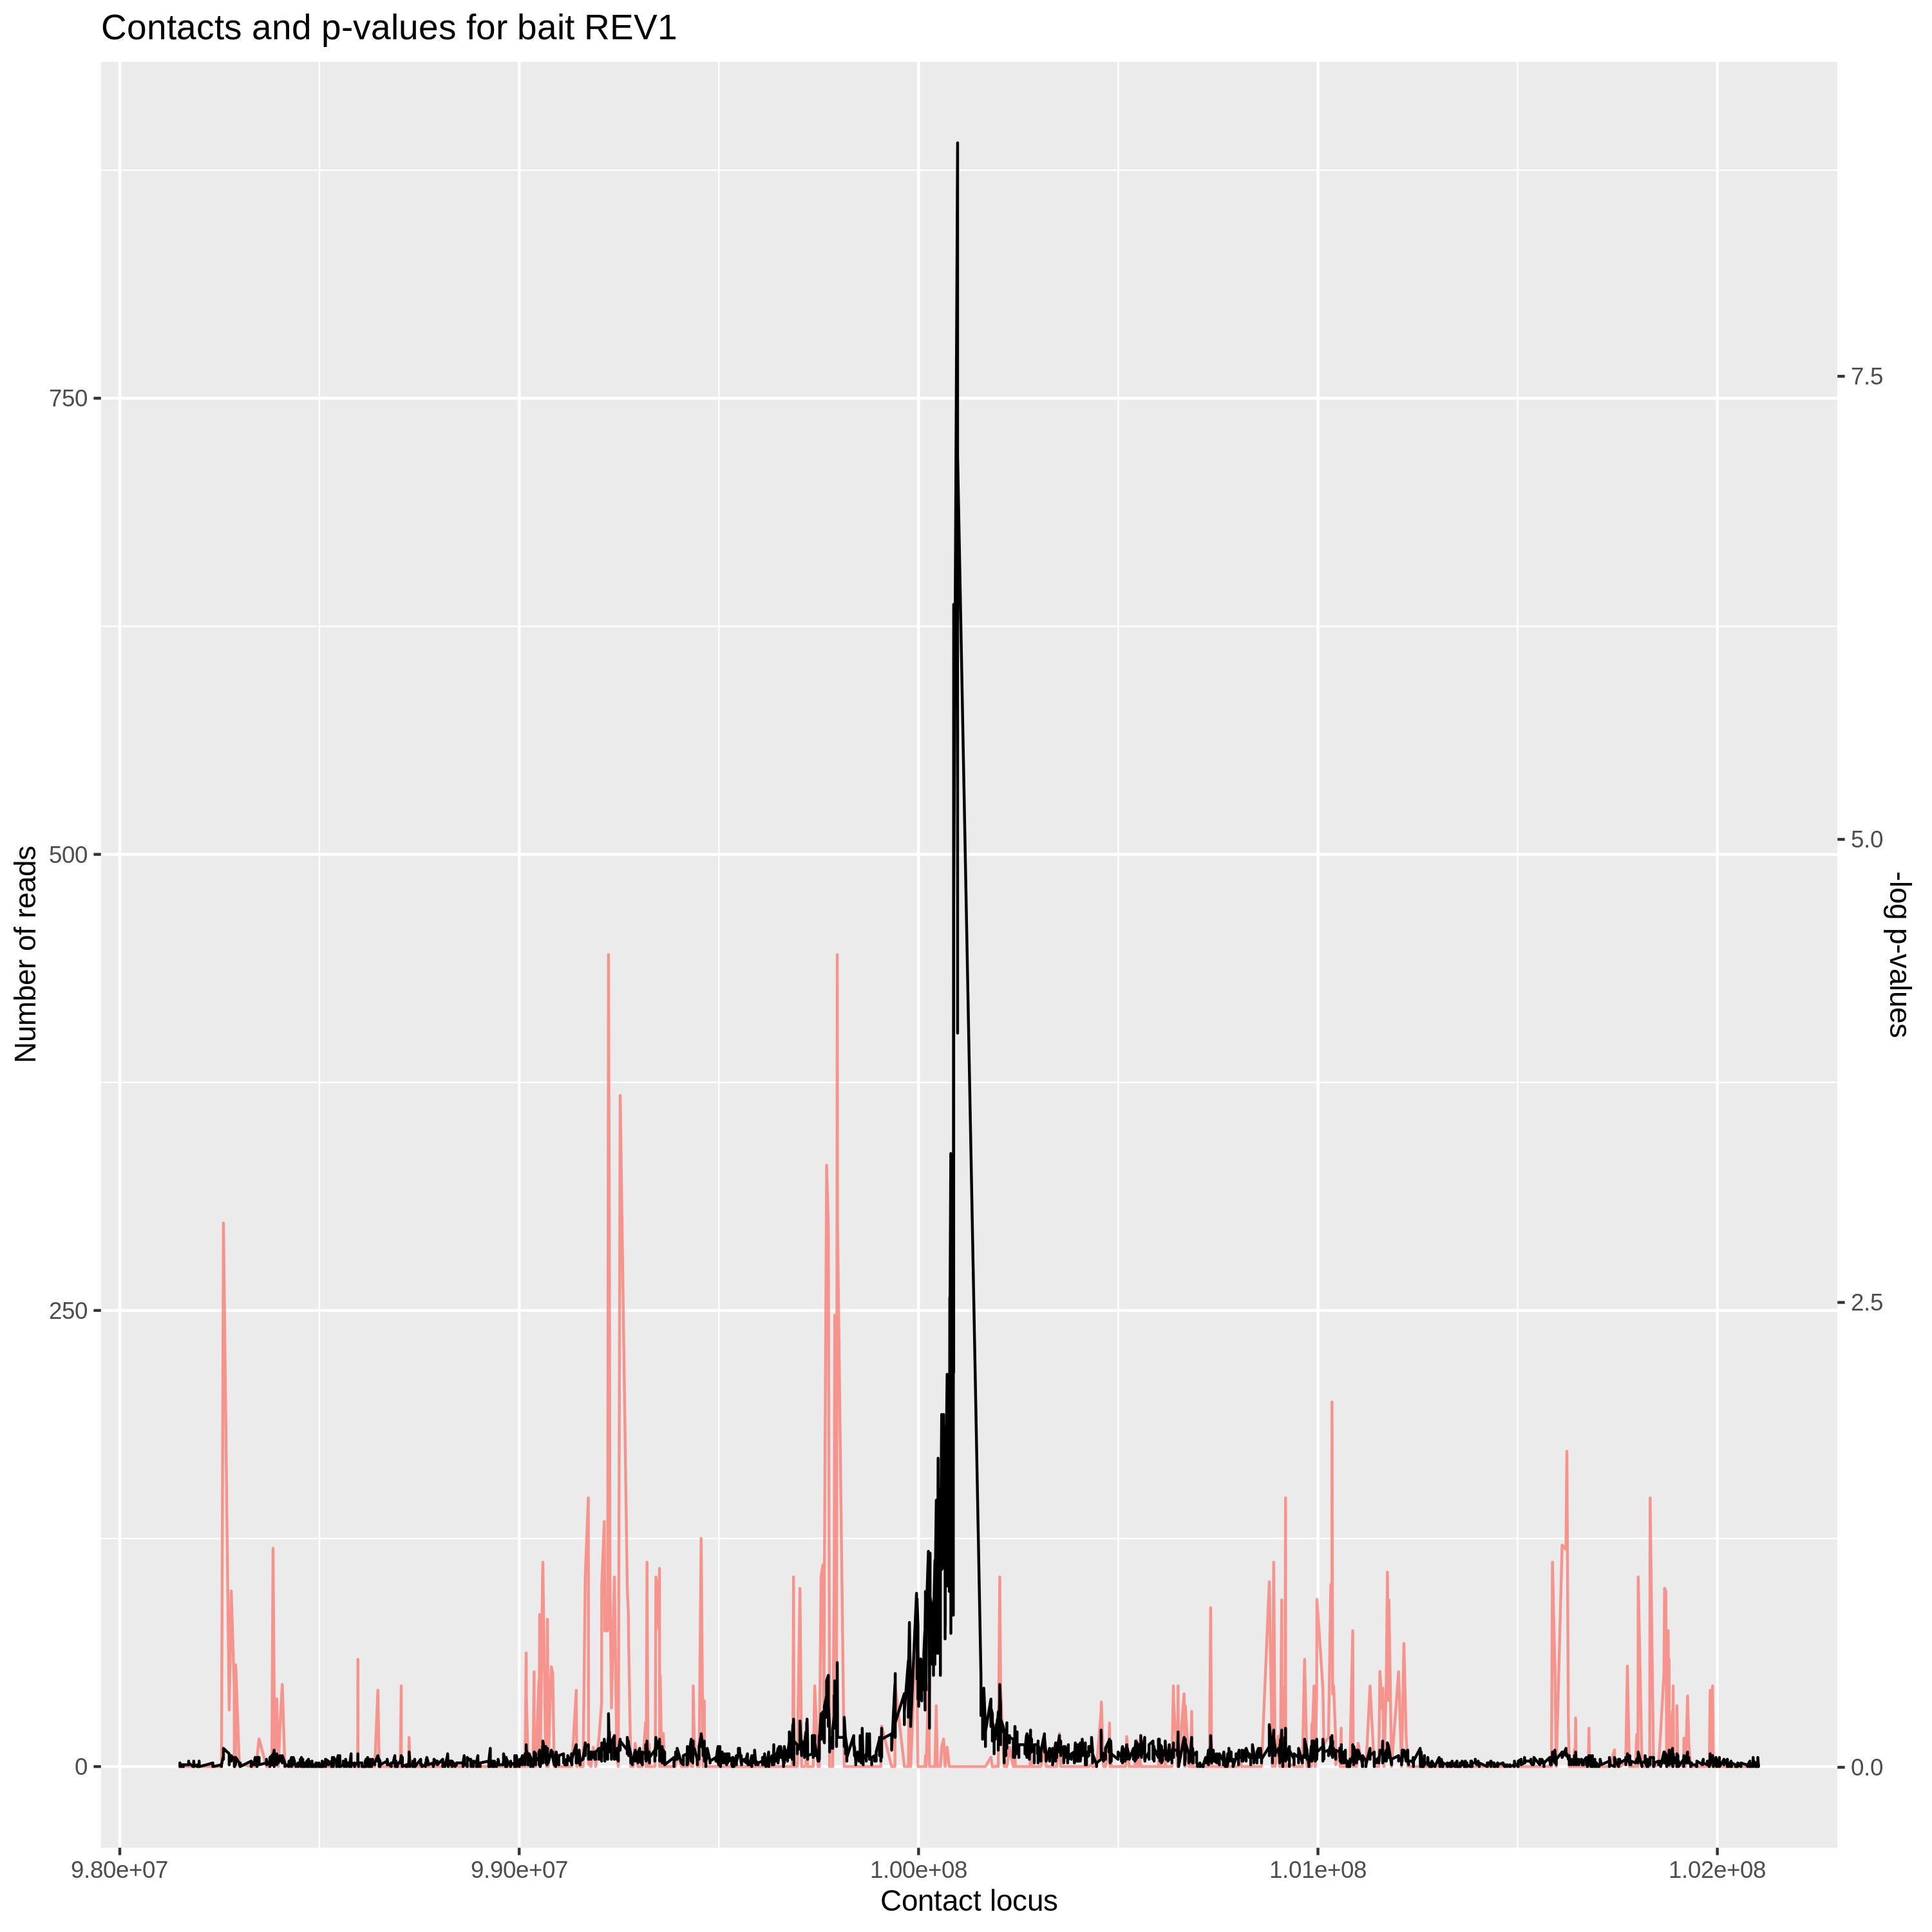 Contacts and p-values for bait REV1
Number of reads
750
500
250
0
7.5
5.0
2.5
0.0
-log p-values
9.80e+07
9.90e+07
1.00e+08
1.01e+08
1.02e+08
Contact locus